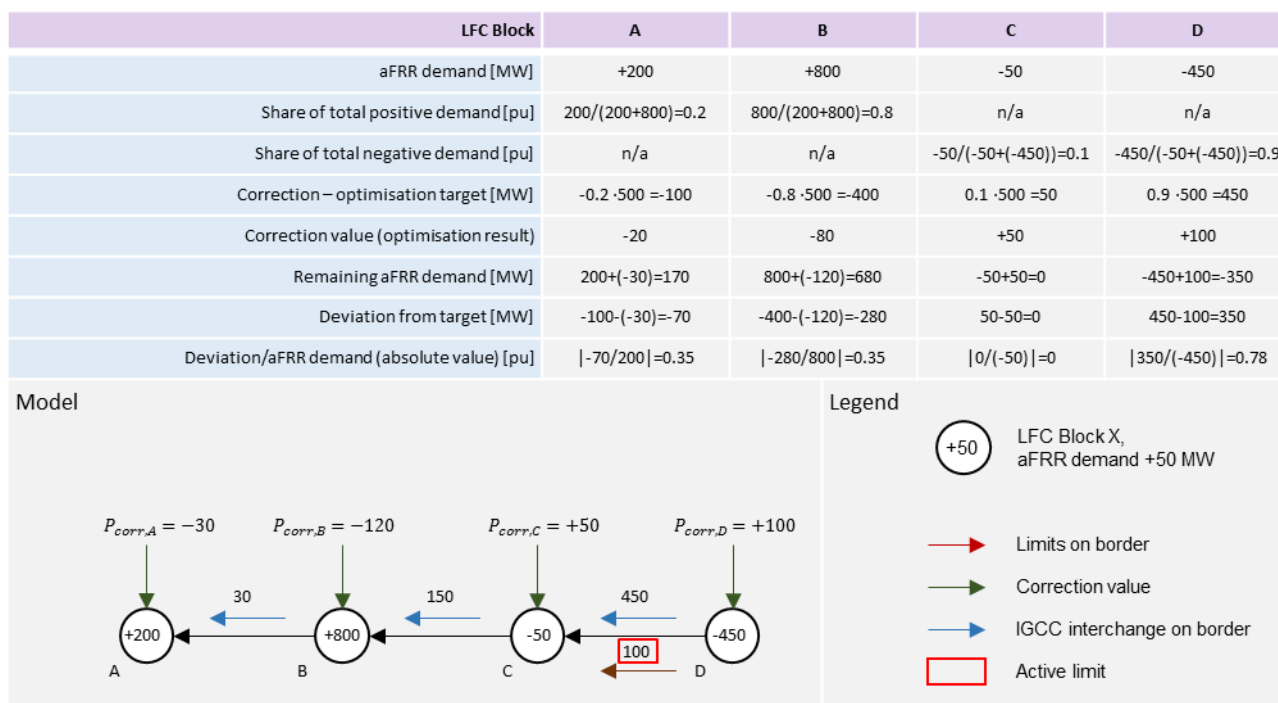 LFC Block A B C D
aFRR demand [MW] +200 +800 -50 -450
Share of total positive demand [pu] 200/(200+800)=0.2 800/(200+800)=0.8 n/a n/a
Share of total negative demand [pu] n/a n/a -50/(-50+(-450))=0.1 -450/(-50+(-450))=0.9
Correction – optimisation target [MW] -0.2 ·500 =-100 -0.8 ·500 =-400 0.1 ·500 =50 0.9 ·500 =450
Correction value (optimisation result) -20 -80 +50 +100
Remaining aFRR demand [MW] 200+(-30)=170 800+(-120)=680 -50+50=0 -450+100=-350
Deviation from target [MW] -100-(-30)=-70 -400-(-120)=-280 50-50=0 450-100=350
Deviation/aFRR demand (absolute value) [pu] |-70/200|=0.35 |-280/800|=0.35 |0/(-50)|=0 |350/(-450)|=0.78
Model
P_corr,A = −30 P_corr,B = −120 P_corr,C = +50 P_corr,D = +100
30 150 450
+200 +800 -50 -450
100
A B C D
Legend
+50
LFC Block X,
aFRR demand +50 MW
Limits on border
Correction value
IGCC interchange on border
Active limit